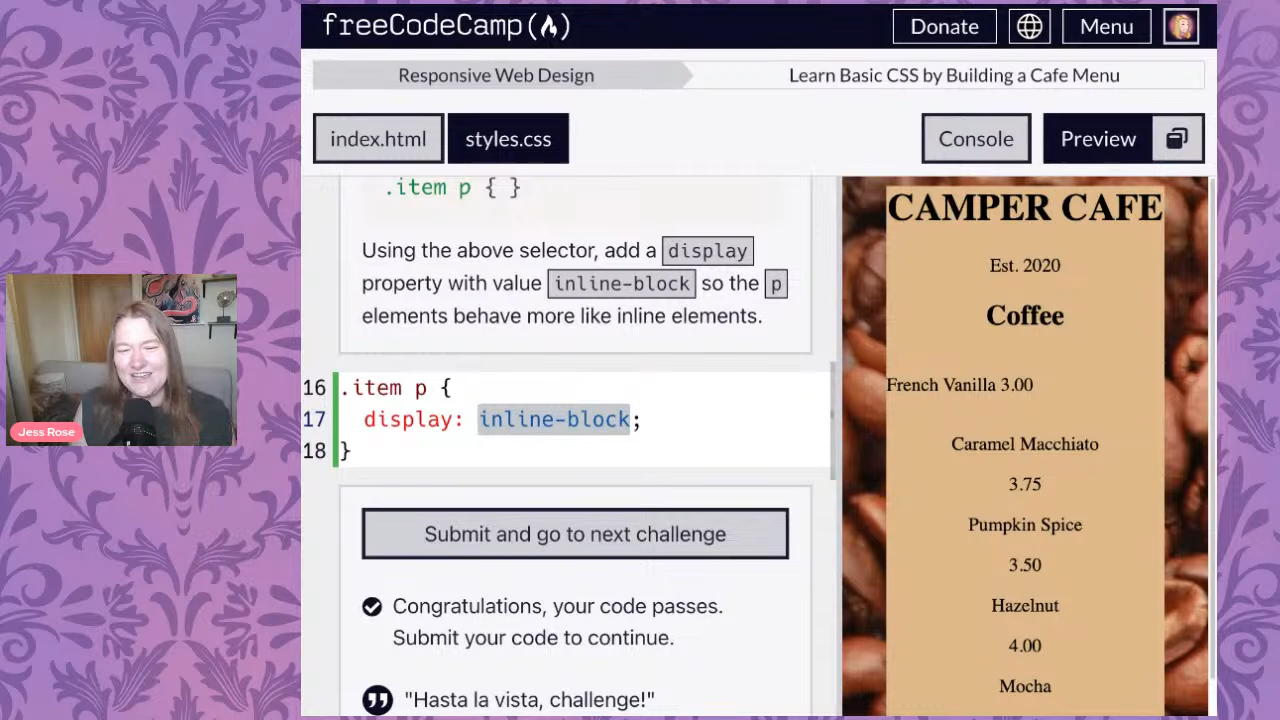 freeCodeCamp
Donate
Menu
Responsive Web Design
Learn Basic CSS by Building a Cafe Menu
index.html
styles.css
Console
Preview
.item p { }
Using the above selector, add a display
property with value inline-block so the p
elements behave more like inline elements.
16 .item p {
17 display: inline-block;
18 }
Submit and go to next challenge
Congratulations, your code passes.
Submit your code to continue.
"Hasta la vista, challenge!"
CAMPER CAFE
Est. 2020
Coffee
French Vanilla 3.00
Caramel Macchiato
3.75
Pumpkin Spice
3.50
Hazelnut
4.00
Mocha
Jess Rose